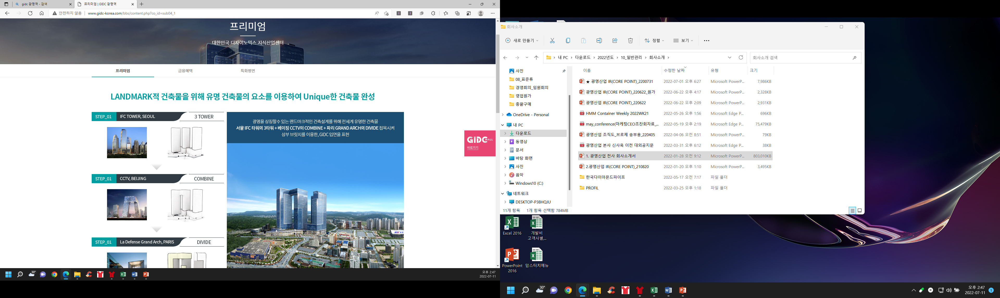 gidc 광명역 - 검색
프리미엄 | GIDC 광명역
안전하지 않음
www.gidc-korea.com/bbs/content.php?co_id=sub04_1
프리미엄
대한민국 디자이노믹스 지식산업센터
프리미엄
금융혜택
특화평면
LANDMARK적 건축물을 위해 유명 건축물의 요소를 이용하여 Unique한 건축물 완성
STEP_01
IFC TOWER, SEOUL
3 TOWER
광명을 상징할수 있는 랜드마크적인 건축설계를 위해 전세계 유명한 건축물
서울 IFC 타워의 3타워 + 베이징 CCTV의 COMBINE + 파리 GRAND ARCH의 DIVIDE 접목시켜
상부 브릿지를 이용한, GIDC 입면을 표현
GIDC MALL
바로가기
STEP_01
CCTV, BEIJING
COMBINE
STEP_01
La Defense Grand Arch, PARIS
DIVIDE
KTX
IKEA
30°
오후 2:47
2022-07-11
회사소개
새로 만들기
정렬
보기
내 PC
다운로드
2022년도
10_일반관리
회사소개
회사소개 검색
사진
08_표준류
경영회의_임원회의
영업원가
총괄구매
OneDrive - Personal
내 PC
다운로드
동영상
문서
바탕 화면
사진
음악
Windows10 (C:)
네트워크
DESKTOP-P38HQJU
이름 수정한 날짜 유형 크기
★ 광명산업 IR(CORE POINT)_2200731 2022-07-01 오후 6:27 Microsoft PowerP... 7,986KB
광명산업 IR(CORE POINT)_220622_원가 2022-06-22 오후 4:17 Microsoft PowerP... 2,328KB
광명산업 IR(CORE POINT)_220622 2022-06-22 오후 2:09 Microsoft PowerP... 2,931KB
HMM Container Weekly 2022WK21 2022-05-26 오후 1:56 Microsoft Edge P... 696KB
may_conference(마케팅CEO조찬회자료_... 2022-05-19 오후 2:19 Microsoft Edge P... 75,479KB
광명산업 조직도_브로제 송부용_220405 2022-04-06 오전 8:51 Microsoft PowerP... 79KB
광명산업 본사 신사옥 이전 대외공지문 2022-03-31 오후 6:12 Microsoft Edge P... 38KB
1. 광명산업 전사 회사소개서 2022-01-28 오전 9:12 Microsoft PowerP... 803,010KB
2.광명산업 IR(CORE POINT)_210820 2022-01-20 오후 1:10 Microsoft PowerP... 3,495KB
한국다이아몬드파이프 2022-05-17 오전 7:17 파일 폴더
PROFIL 2022-03-25 오후 1:18 파일 폴더
11개 항목
1개 항목 선택함 784MB
Excel 2016
개발비
고객사별,...
PowerPoint
2016
맘스터치메뉴
30°
오후 2:47
2022-07-11
1